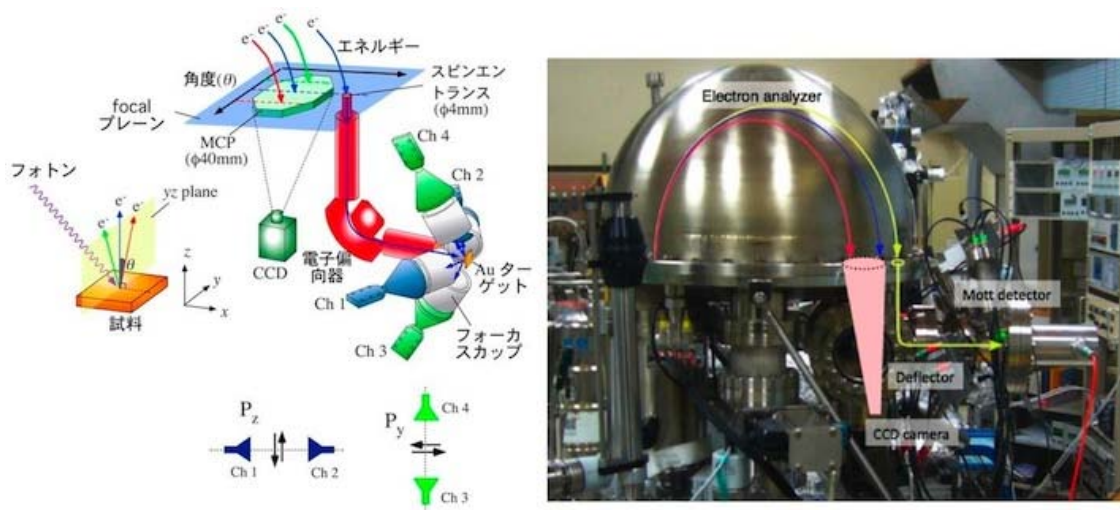 e-
e-
e-
e-
エネルギー
角度(θ)
スピンエン
トランス
(ϕ4mm)
focal
プレーン
MCP
(ϕ40mm)
Ch 4
Ch 2
フォトン
yz plane
e-
e-
e-
θ
z
y
x
試料
CCD
電子偏
向器
Au ター
ゲット
Ch 1
フォーカ
スカップ
Ch 3
Pz
Ch 1
Ch 2
Py
Ch 4
Ch 3
Electron analyzer
Mott detector
Deflector
CCD camera